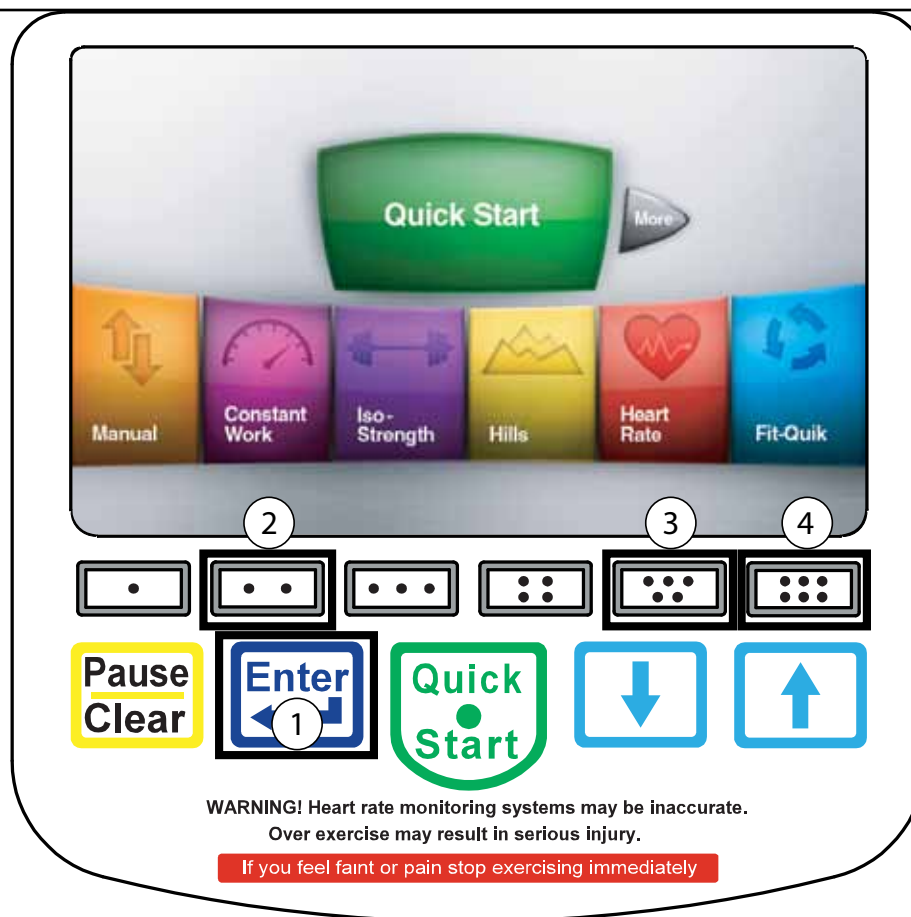 Quick Start
More
Manual
Constant
Work
Iso-
Strength
Hills
Heart
Rate
Fit-Quik
2
3
4
Pause
Clear
Enter
1
Quick
Start
WARNING! Heart rate monitoring systems may be inaccurate.
Over exercise may result in serious injury.
If you feel faint or pain stop exercising immediately